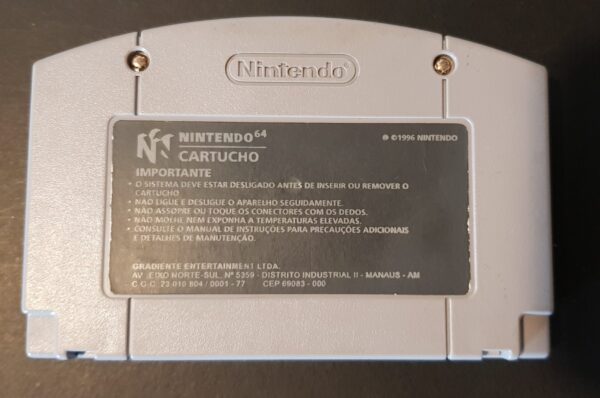 Nintendo
NINTENDO 64
CARTUCHO
® ©1996 NINTENDO
IMPORTANTE
• O SISTEMA DEVE ESTAR DESLIGADO ANTES DE INSERIR OU REMOVER O
CARTUCHO
• NÃO LIGUE E DESLIGUE O APARELHO SEGUIDAMENTE.
• NÃO ASSOPRE OU TOQUE OS CONECTORES COM OS DEDOS.
• NÃO MOLHE NEM EXPONHA A TEMPERATURAS ELEVADAS.
• CONSULTE O MANUAL DE INSTRUÇÕES PARA PRECAUÇÕES ADICIONAIS
E DETALHES DE MANUTENÇÃO.
GRADIENTE ENTERTAINMENT LTDA.
AV. EIXO NORTE-SUL, Nº 5359 - DISTRITO INDUSTRIAL II - MANAUS - AM
C.G.C. 23 010 804 / 0001 - 77 CEP 69083 - 000